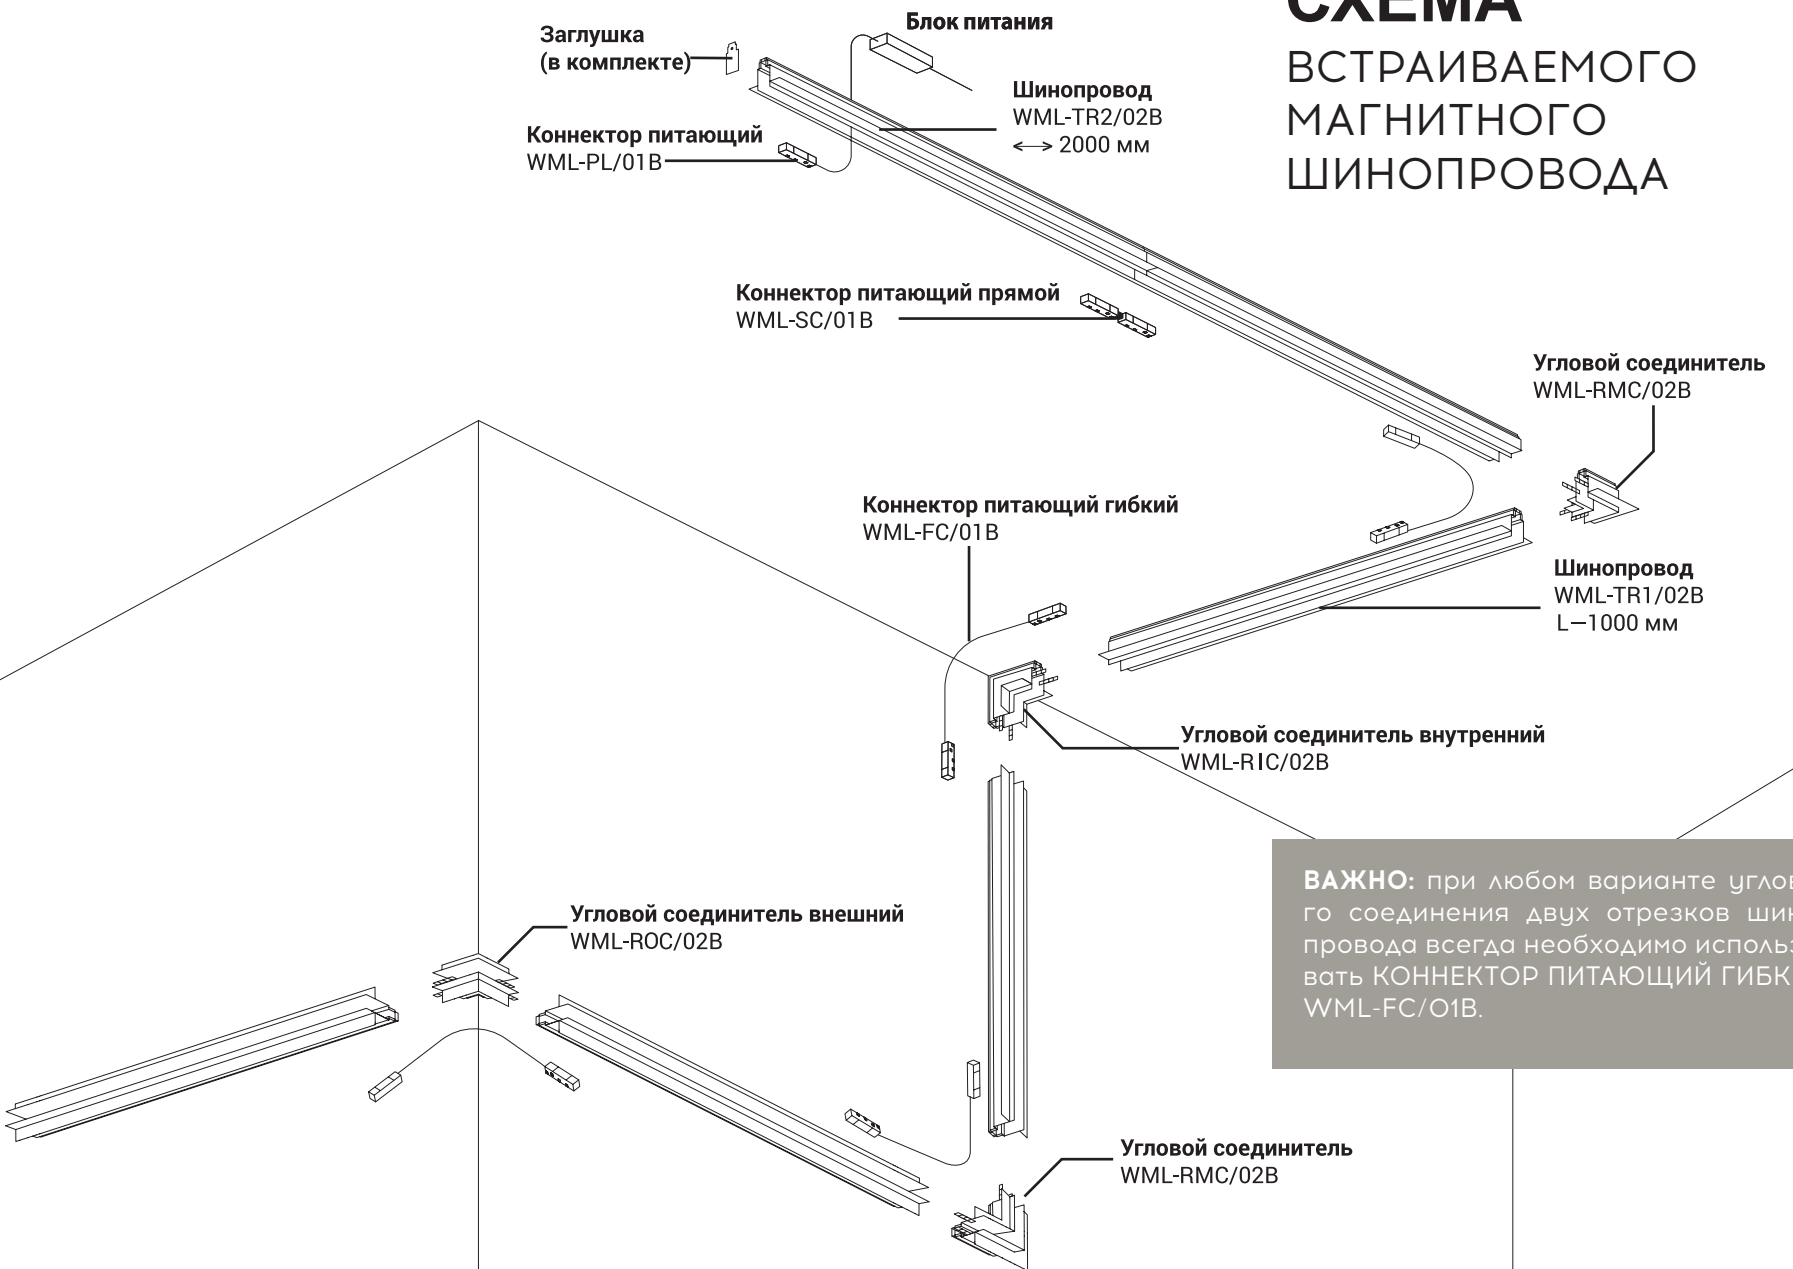 СХЕМА
ВСТРАИВАЕМОГО
МАГНИТНОГО
ШИНОПРОВОДА
Блок питания
Заглушка
(в комплекте)
Шинопровод
WML-TR2/02B
2000 мм
Коннектор питающий
WML-PL/01B
Коннектор питающий прямой
WML-SC/01B
Угловой соединитель
WML-RMC/02B
Коннектор питающий гибкий
WML-FC/01B
Шинопровод
WML-TR1/02B
L—1000 мм
Угловой соединитель внутренний
WML-RIC/02B
ВАЖНО: при любом варианте
го соединения двух отрезков
провода всегда необходимо
вать КОННЕКТОР ПИТАЮЩИЙ
WML-FC/01B.
Угловой соединитель внешний
WML-ROC/02B
Угловой соединитель
WML-RMC/02B